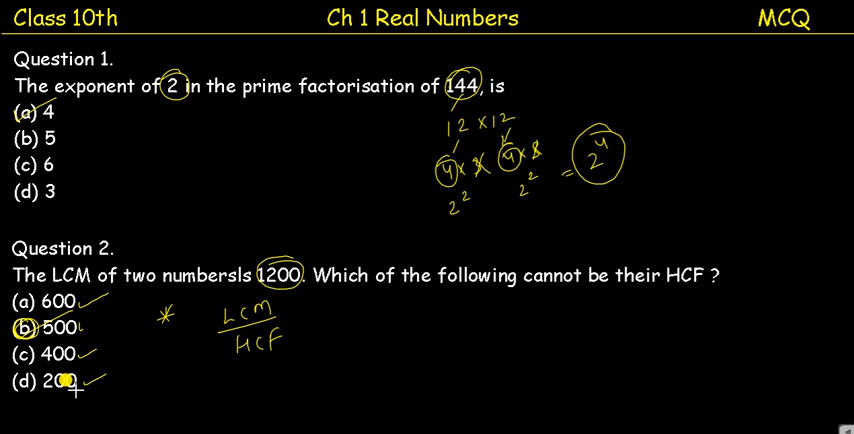 Class 10th Ch 1 Real Numbers MCQ
Question 1.
The exponent of 2 in the prime factorisation of 144, is
(a) 4
(b) 5
(c) 6
(d) 3
12 × 12
4 × 3 4 × 3
2² 2² = 2⁴
Question 2.
The LCM of two numbersIs 1200. Which of the following cannot be their HCF ?
(a) 600
(b) 500
(c) 400
(d) 200
* LCM
HCF